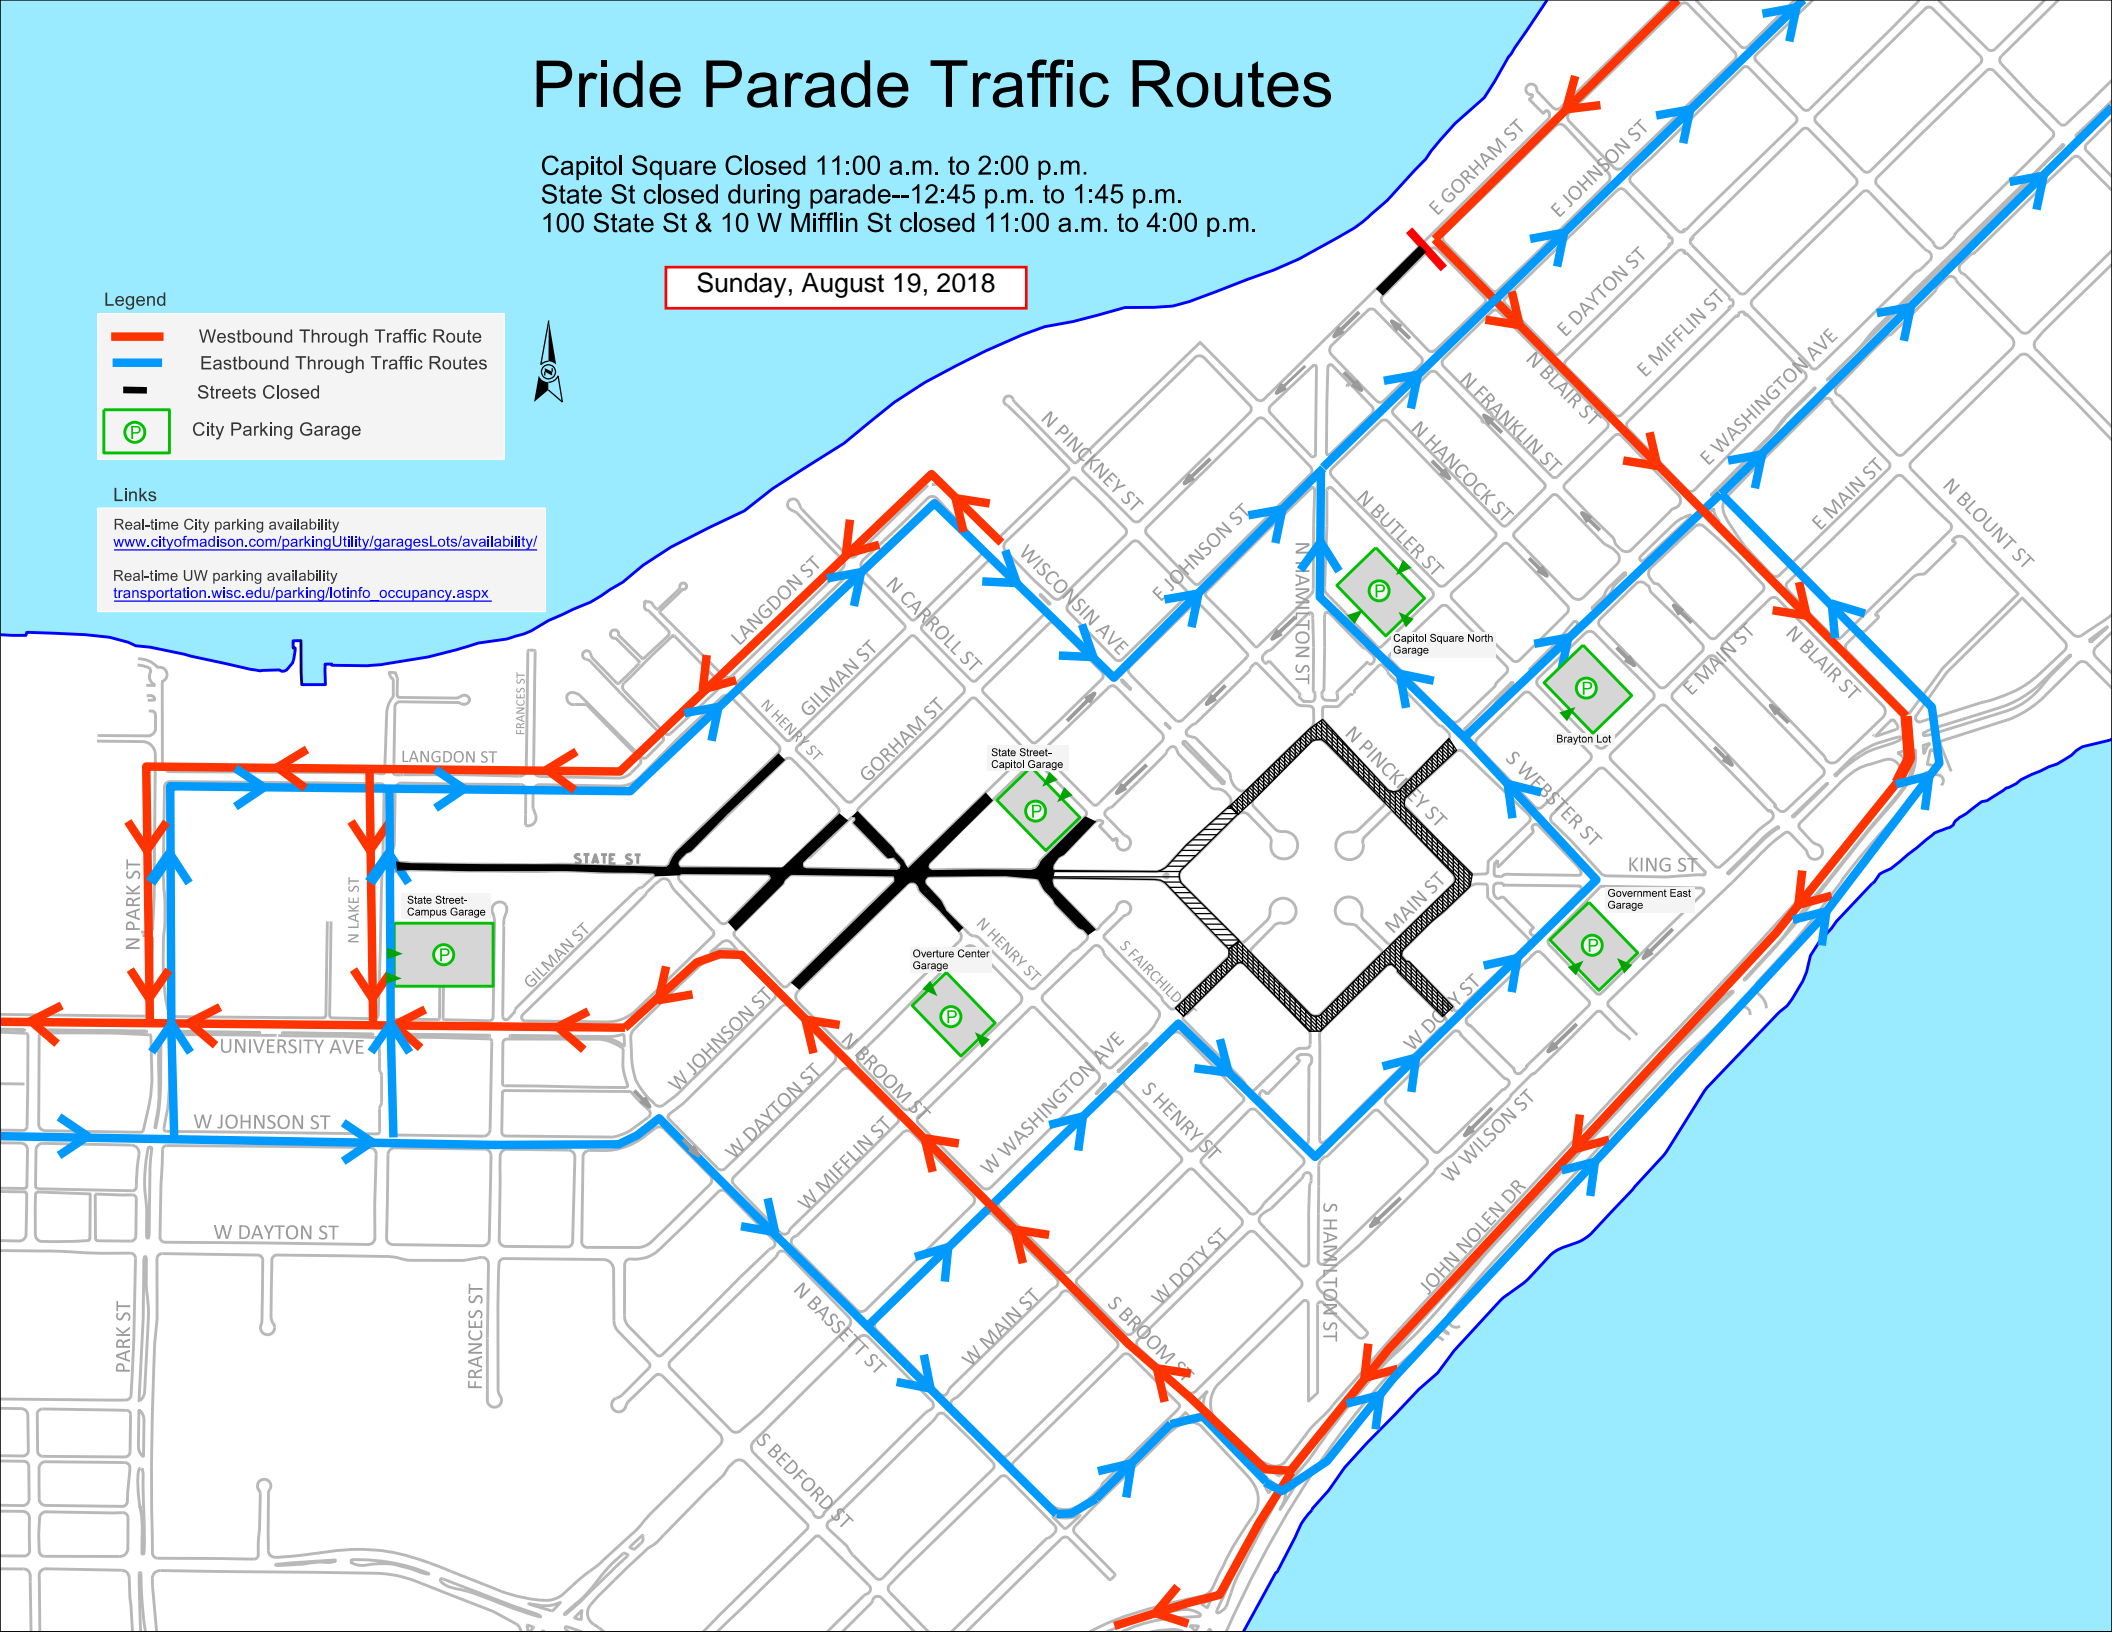 Pride Parade Traffic Routes
Capitol Square Closed 11:00 a.m. to 2:00 p.m.
State St closed during parade--12:45 p.m. to 1:45 p.m.
100 State St & 10 W Mifflin St closed 11:00 a.m. to 4:00 p.m.
Sunday, August 19, 2018
Legend
Westbound Through Traffic Route
Eastbound Through Traffic Routes
Streets Closed
P
City Parking Garage
N
Links
Real-time City parking availability
www.cityofmadison.com/parkingUtility/garagesLots/availability/
Real-time UW parking availability
transportation.wisc.edu/parking/lotinfo_occupancy.aspx
E GORHAM ST
E JOHNSON ST
E DAYTON ST
E MIFFLIN ST
E WASHINGTON AVE
N BLAIR ST
N FRANKLIN ST
N HANCOCK ST
N BUTLER ST
E MAIN ST
N BLOUNT ST
N PINCKNEY ST
WISCONSIN AVE
E JOHNSON ST
N HAMILTON ST
P
Capitol Square North
Garage
LANGDON ST
N CARROLL ST
GILMAN ST
N HENRY ST
GORHAM ST
P
Brayton Lot
E MAIN ST
N BLAIR ST
FRANCES ST
LANGDON ST
State Street-
Capitol Garage
P
N PINCKNEY ST
S WEBSTER ST
KING ST
STATE ST
MAIN ST
N PARK ST
N LAKE ST
State Street-
Campus Garage
P
GILMAN ST
Government East
Garage
P
Overture Center
Garage
P
N HENRY ST
S FAIRCHILD
W DOTY ST
UNIVERSITY AVE
W JOHNSON ST
W JOHNSON ST
W DAYTON ST
N BROOM ST
W MIFFLIN ST
W WASHINGTON AVE
S HENRY ST
W WILSON ST
W DAYTON ST
PARK ST
FRANCES ST
N BASSETT ST
W MAIN ST
W DOTY ST
S BROOM ST
S HAMILTON ST
JOHN NOLEN DR
S BEDFORD ST